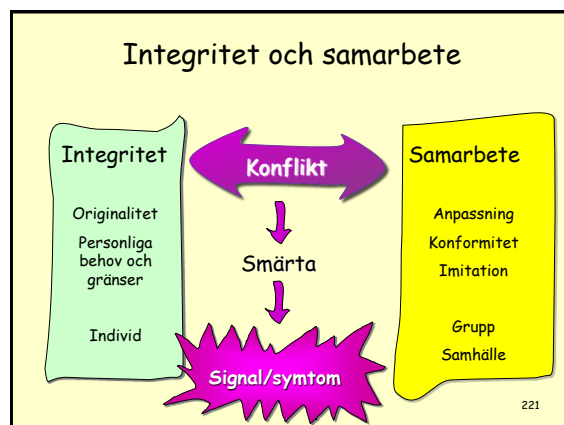 Integritet och samarbete
Integritet
Originalitet
Personliga
behov och
gränser
Individ
Konflikt
Smärta
Signal/symtom
Samarbete
Anpassning
Konformitet
Imitation
Grupp
Samhälle
221